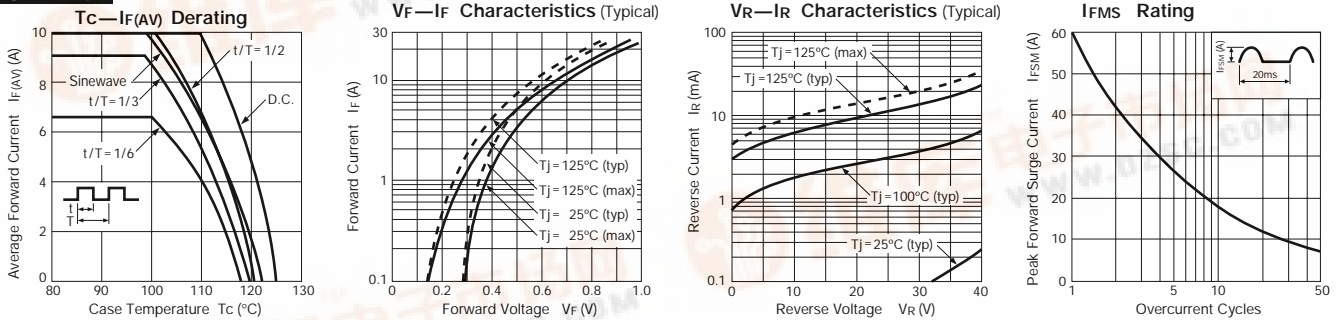 Tc—IF(AV) Derating
Average Forward Current IF(AV) (A)
10
8
6
4
2
0
t/T=1/2
Sinewave
t/T=1/3
D.C.
t/T=1/6
t
T
80 90 100 110 120 130
Case Temperature Tc (°C)
VF—IF Characteristics (Typical)
Forward Current IF (A)
30
10
1
0.1
Tj=125°C (typ)
Tj=125°C (max)
Tj= 25°C (typ)
Tj= 25°C (max)
0 0.2 0.4 0.6 0.8 1.0
Forward Voltage VF (V)
VR—IR Characteristics (Typical)
Reverse Current IR (mA)
100
10
1
0.1
Tj=125°C (max)
Tj=125°C (typ)
Tj=100°C (typ)
Tj=25°C (typ)
0 10 20 30 40
Reverse Voltage VR (V)
IFMS Rating
Peak Forward Surge Current IFSM (A)
60
50
40
30
20
10
0
IFSM (A)
20ms
1 5 10 50
Overcurrent Cycles